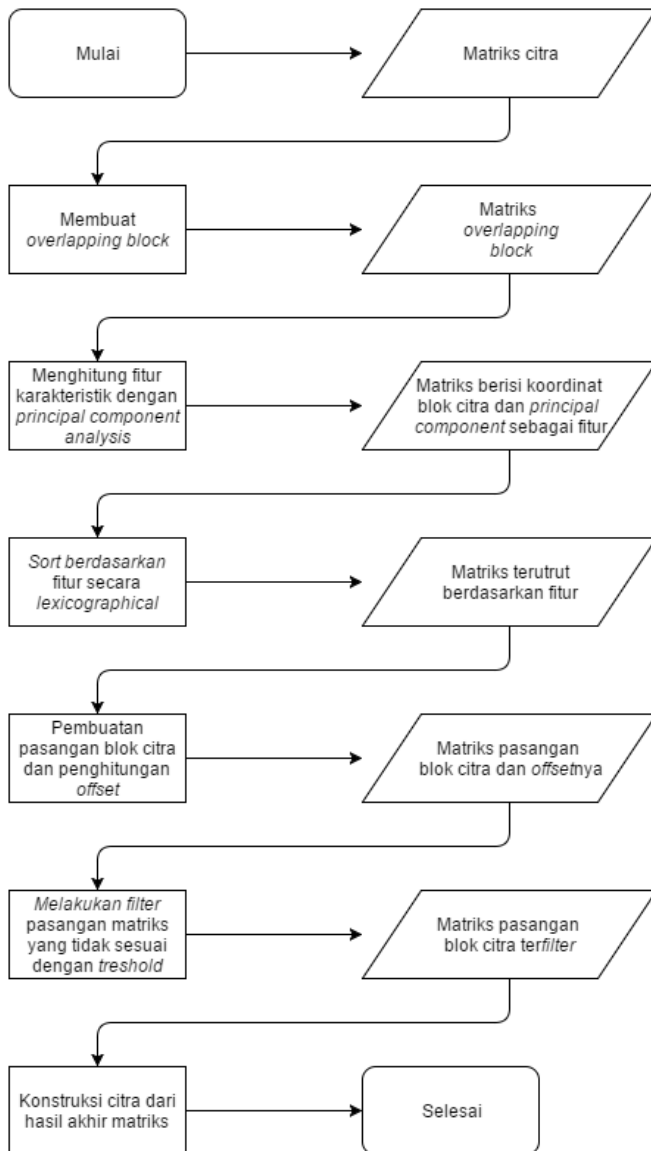 Mulai
Matriks citra
Membuat
overlapping block
Matriks
overlapping
block
Menghitung fitur
karakteristik dengan
principal component
analysis
Matriks berisi koordinat
blok citra dan principal
component sebagai fitur
Sort berdasarkan
fitur secara
lexicographical
Matriks terutrut
berdasarkan fitur
Pembuatan
pasangan blok citra
dan penghitungan
offset
Matriks pasangan
blok citra dan offsetnya
Melakukan filter
pasangan matriks
yang tidak sesuai
dengan treshold
Matriks pasangan
blok citra terfilter
Konstruksi citra dari
hasil akhir matriks
Selesai